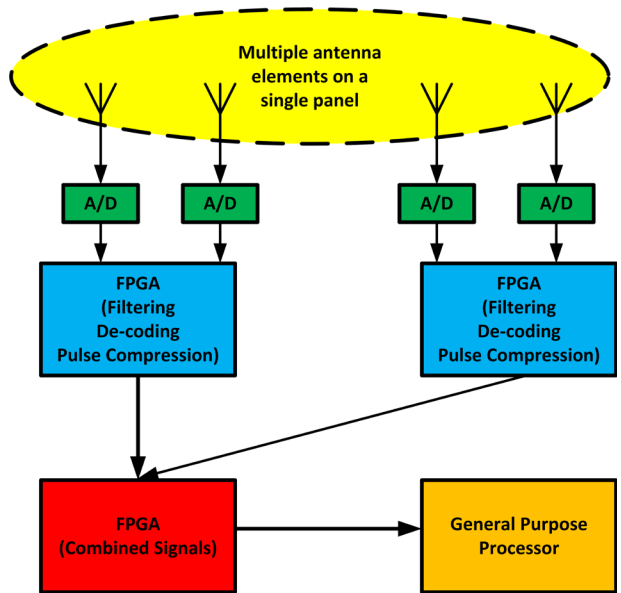 Multiple antenna
elements on a
single panel
A/D
A/D
A/D
A/D
FPGA
(Filtering
De-coding
Pulse Compression)
FPGA
(Filtering
De-coding
Pulse Compression)
FPGA
(Combined Signals)
General Purpose
Processor